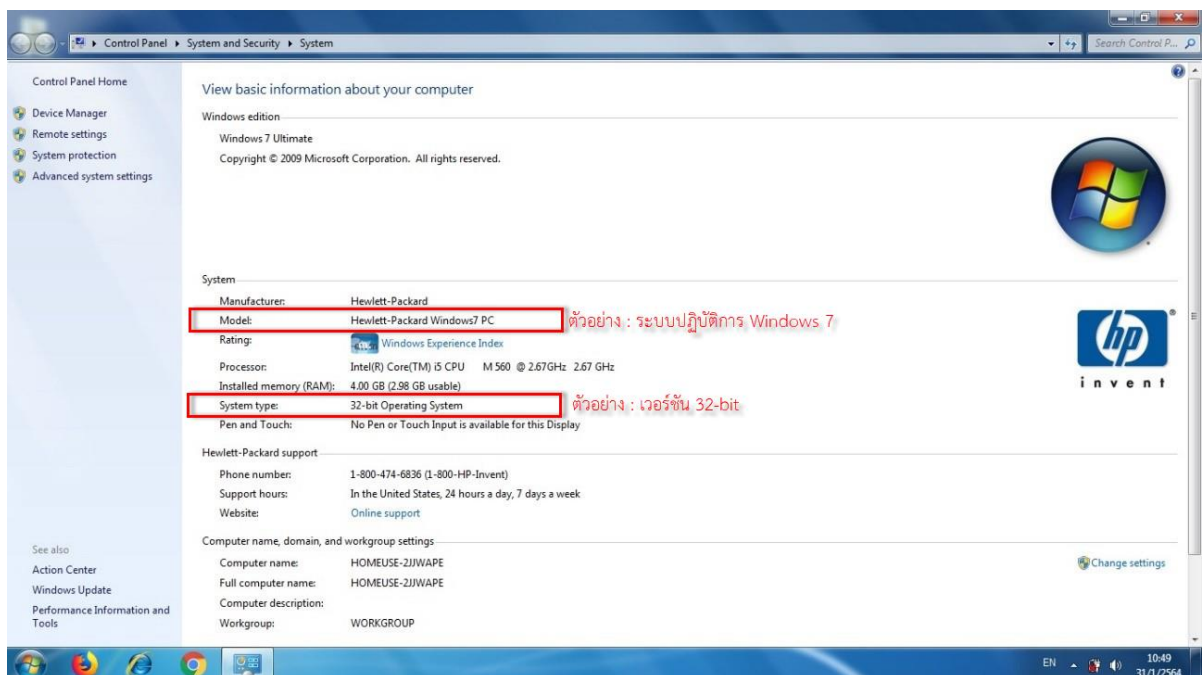 Control Panel ▸ System and Security ▸ System
Search Control P...
Control Panel Home
Device Manager
Remote settings
System protection
Advanced system settings
View basic information about your computer
Windows edition
Windows 7 Ultimate
Copyright © 2009 Microsoft Corporation. All rights reserved.
System
Manufacturer: Hewlett-Packard
Model: Hewlett-Packard Windows7 PC ตัวอย่าง : ระบบปฏิบัติการ Windows 7
Rating: Windows Experience Index
Processor: Intel(R) Core(TM) i5 CPU M 560 @ 2.67GHz 2.67 GHz
Installed memory (RAM): 4.00 GB (2.98 GB usable)
System type: 32-bit Operating System ตัวอย่าง : เวอร์ชัน 32-bit
Pen and Touch: No Pen or Touch Input is available for this Display
hp
invent
Hewlett-Packard support
Phone number: 1-800-474-6836 (1-800-HP-Invent)
Support hours: In the United States, 24 hours a day, 7 days a week
Website: Online support
Computer name, domain, and workgroup settings
Computer name: HOMEUSE-2JJWAPE
Change settings
Full computer name: HOMEUSE-2JJWAPE
Computer description:
Workgroup: WORKGROUP
See also
Action Center
Windows Update
Performance Information and
Tools
EN
10:49
31/1/2564